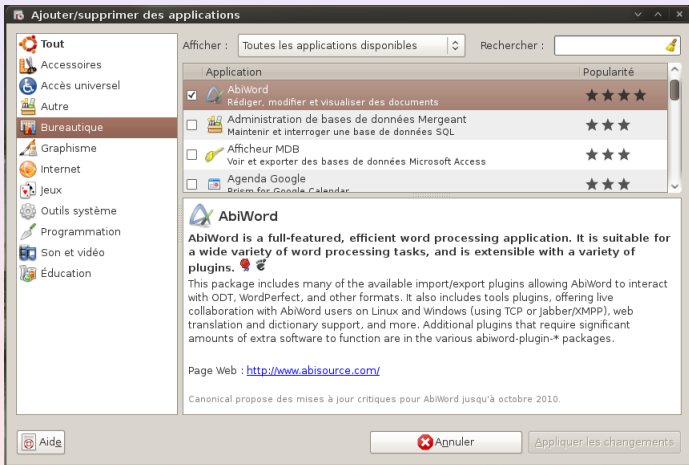 Ajouter/supprimer des applications
Tout
Accessoires
Accès universel
Autre
Bureautique
Graphisme
Internet
Jeux
Outils système
Programmation
Son et vidéo
Éducation
Afficher : Toutes les applications disponibles Rechercher :
Application Popularité
AbiWord
Rédiger, modifier et visualiser des documents
Administration de bases de données Mergeant
Maintenir et interroger une base de données SQL
Afficheur MDB
Voir et exporter des bases de données Microsoft Access
Agenda Google
Prism for Google Calendar
AbiWord
AbiWord is a full-featured, efficient word processing application. It is suitable for
a wide variety of word processing tasks, and is extensible with a variety of
plugins.
This package includes many of the available import/export plugins allowing AbiWord to interact
with ODT, WordPerfect, and other formats. It also includes tools plugins, offering live
collaboration with AbiWord users on Linux and Windows (using TCP or Jabber/XMPP), web
translation and dictionary support, and more. Additional plugins that require significant
amounts of extra software to function are in the various abiword-plugin-* packages.
Page Web : http://www.abisource.com/
Canonical propose des mises à jour critiques pour AbiWord jusqu'à octobre 2010.
Aide Annuler Appliquer les changements